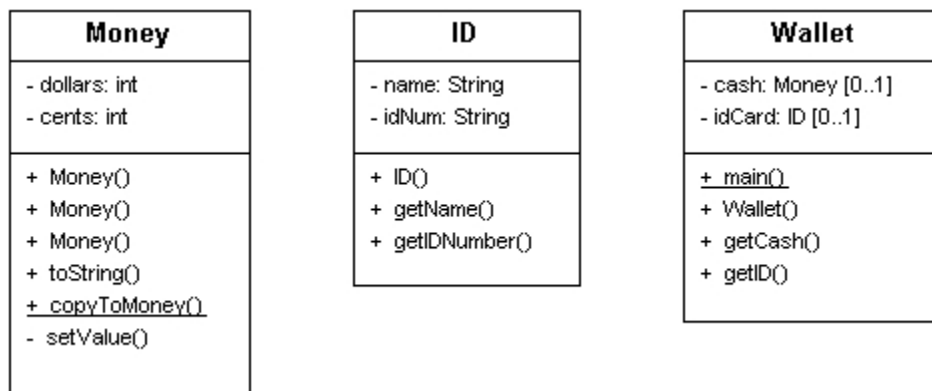 Money
- dollars: int
- cents: int
+ Money()
+ Money()
+ Money()
+ toString()
+ copyToMoney()
- setValue()
ID
- name: String
- idNum: String
+ ID()
+ getName()
+ getIDNumber()
Wallet
- cash: Money [0..1]
- idCard: ID [0..1]
+ main()
+ Wallet()
+ getCash()
+ getID()